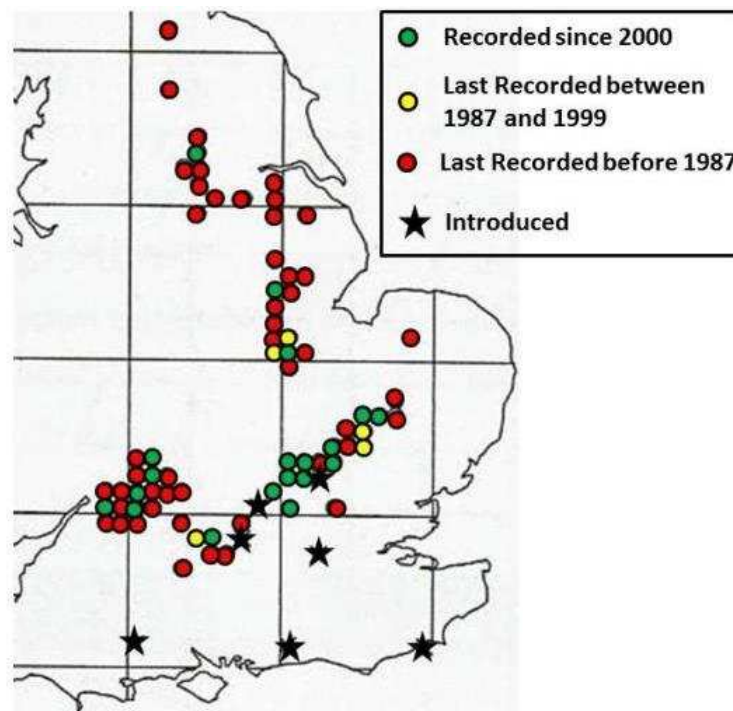 Recorded since 2000
Last Recorded between
1987 and 1999
Last Recorded before 1987
Introduced